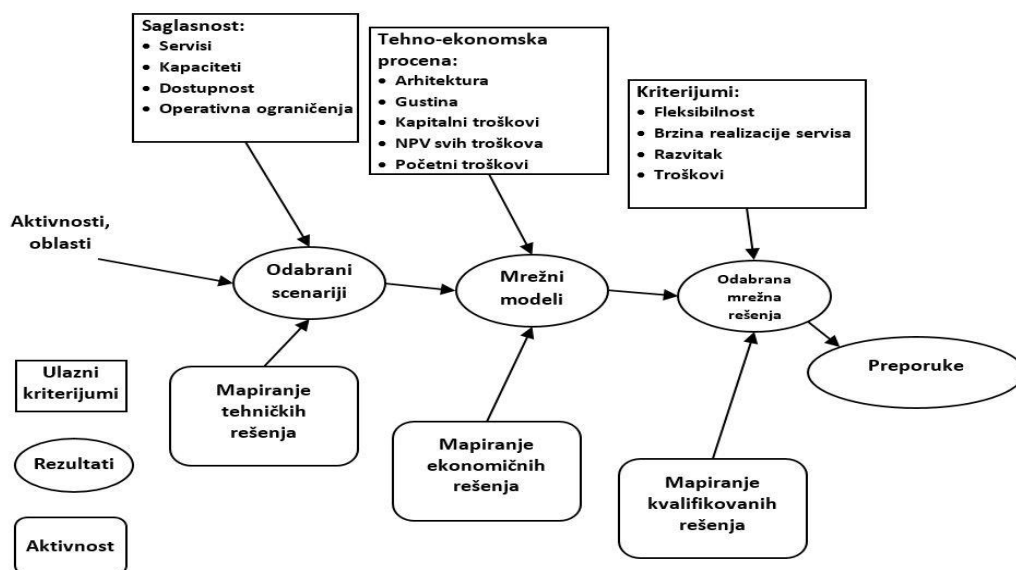 Saglasnost:
• Servisi
• Kapaciteti
• Dostupnost
• Operativna ograničenja
Tehno-ekonomska
procena:
• Arhitektura
• Gustina
• Kapitalni troškovi
• NPV svih troškova
• Početni troškovi
Kriterijumi:
• Fleksibilnost
• Brzina realizacije servisa
• Razvitak
• Troškovi
Aktivnosti,
oblasti
Odabrani
scenariji
Mrežni
modeli
Odabrana
mrežna
rešenja
Preporuke
Mapiranje
tehničkih
rešenja
Mapiranje
ekonomičnih
rešenja
Mapiranje
kvalifikovanih
rešenja
Ulazni
kriterijumi
Rezultati
Aktivnost